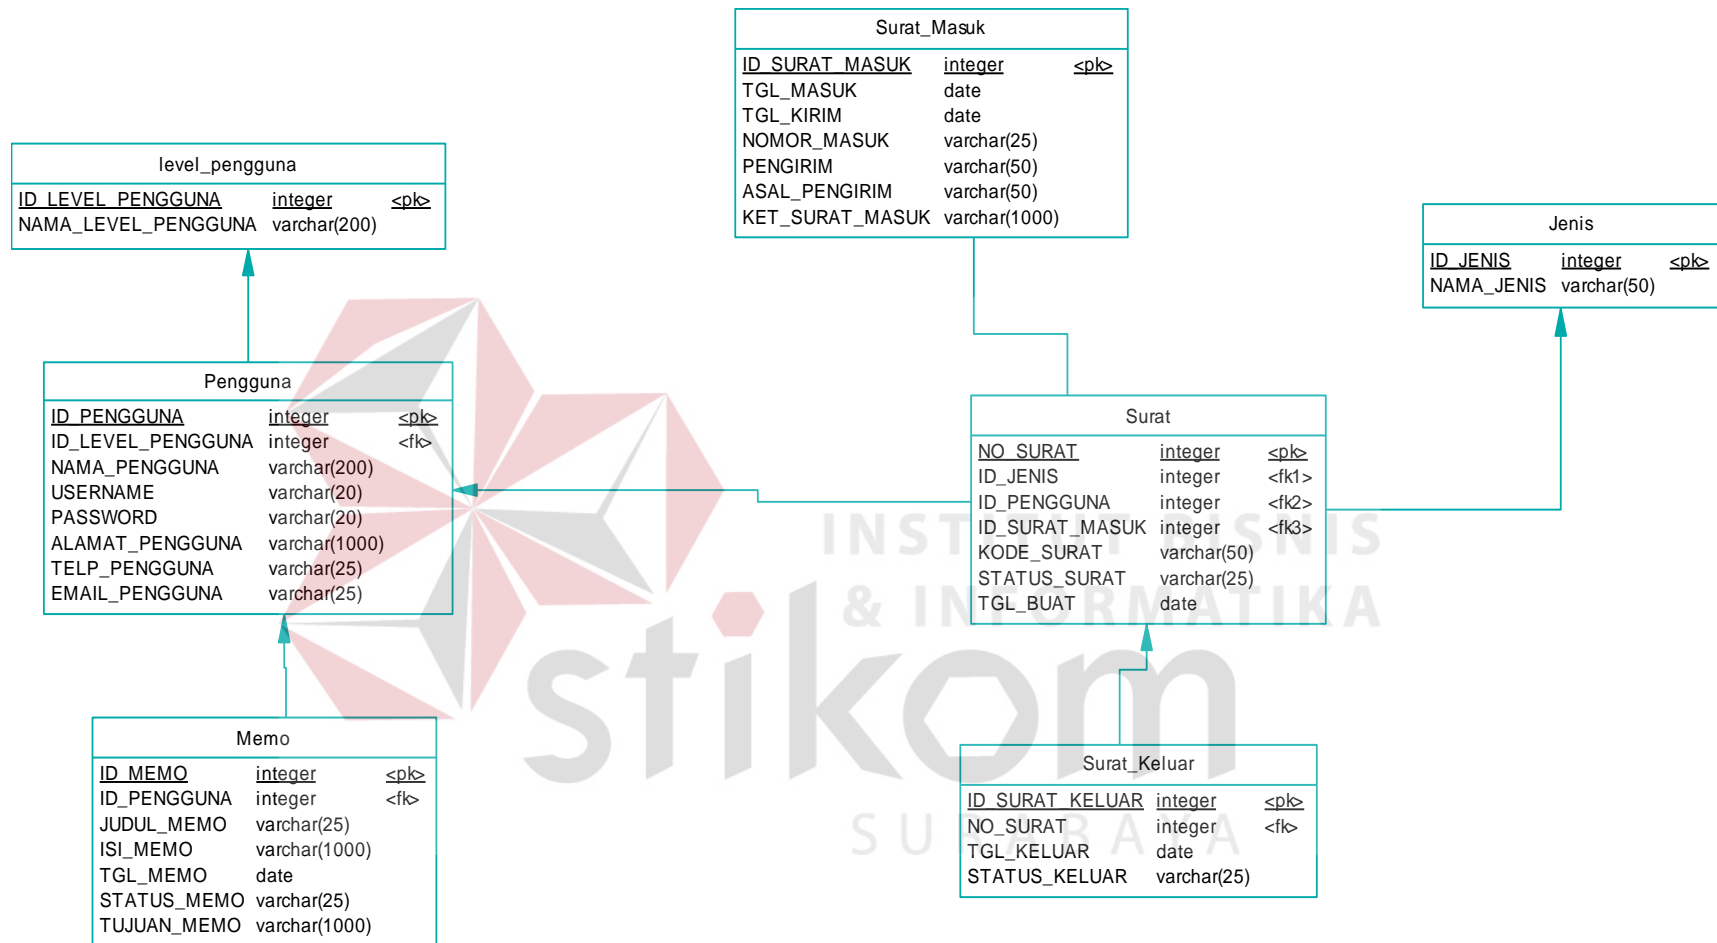 Surat_Masuk
ID_SURAT_MASUK integer <pk>
TGL_MASUK date
TGL_KIRIM date
NOMOR_MASUK varchar(25)
PENGIRIM varchar(50)
ASAL_PENGIRIM varchar(50)
KET_SURAT_MASUK varchar(1000)
level_pengguna
ID_LEVEL_PENGGUNA integer <pk>
NAMA_LEVEL_PENGGUNA varchar(200)
Jenis
ID_JENIS integer <pk>
NAMA_JENIS varchar(50)
Pengguna
ID_PENGGUNA integer <pk>
ID_LEVEL_PENGGUNA integer <fk>
NAMA_PENGGUNA varchar(200)
USERNAME varchar(20)
PASSWORD varchar(20)
ALAMAT_PENGGUNA varchar(1000)
TELP_PENGGUNA varchar(25)
EMAIL_PENGGUNA varchar(25)
Surat
NO_SURAT integer <pk>
ID_JENIS integer <fk1>
ID_PENGGUNA integer <fk2>
ID_SURAT_MASUK integer <fk3>
KODE_SURAT varchar(50)
STATUS_SURAT varchar(25)
TGL_BUAT date
INSTITUT BISNIS
& INFORMATIKA
stikom
SURABAYA
Memo
ID_MEMO integer <pk>
ID_PENGGUNA integer <fk>
JUDUL_MEMO varchar(25)
ISI_MEMO varchar(1000)
TGL_MEMO date
STATUS_MEMO varchar(25)
TUJUAN_MEMO varchar(1000)
Surat_Keluar
ID_SURAT_KELUAR integer <pk>
NO_SURAT integer <fk>
TGL_KELUAR date
STATUS_KELUAR varchar(25)